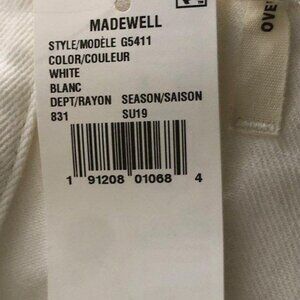 MADEWELL
STYLE/MODÈLE G5411
COLOR/COULEUR
WHITE
BLANC
DEPT/RAYON SEASON/SAISON
831 SU19
1 91208 01068 4
OVE